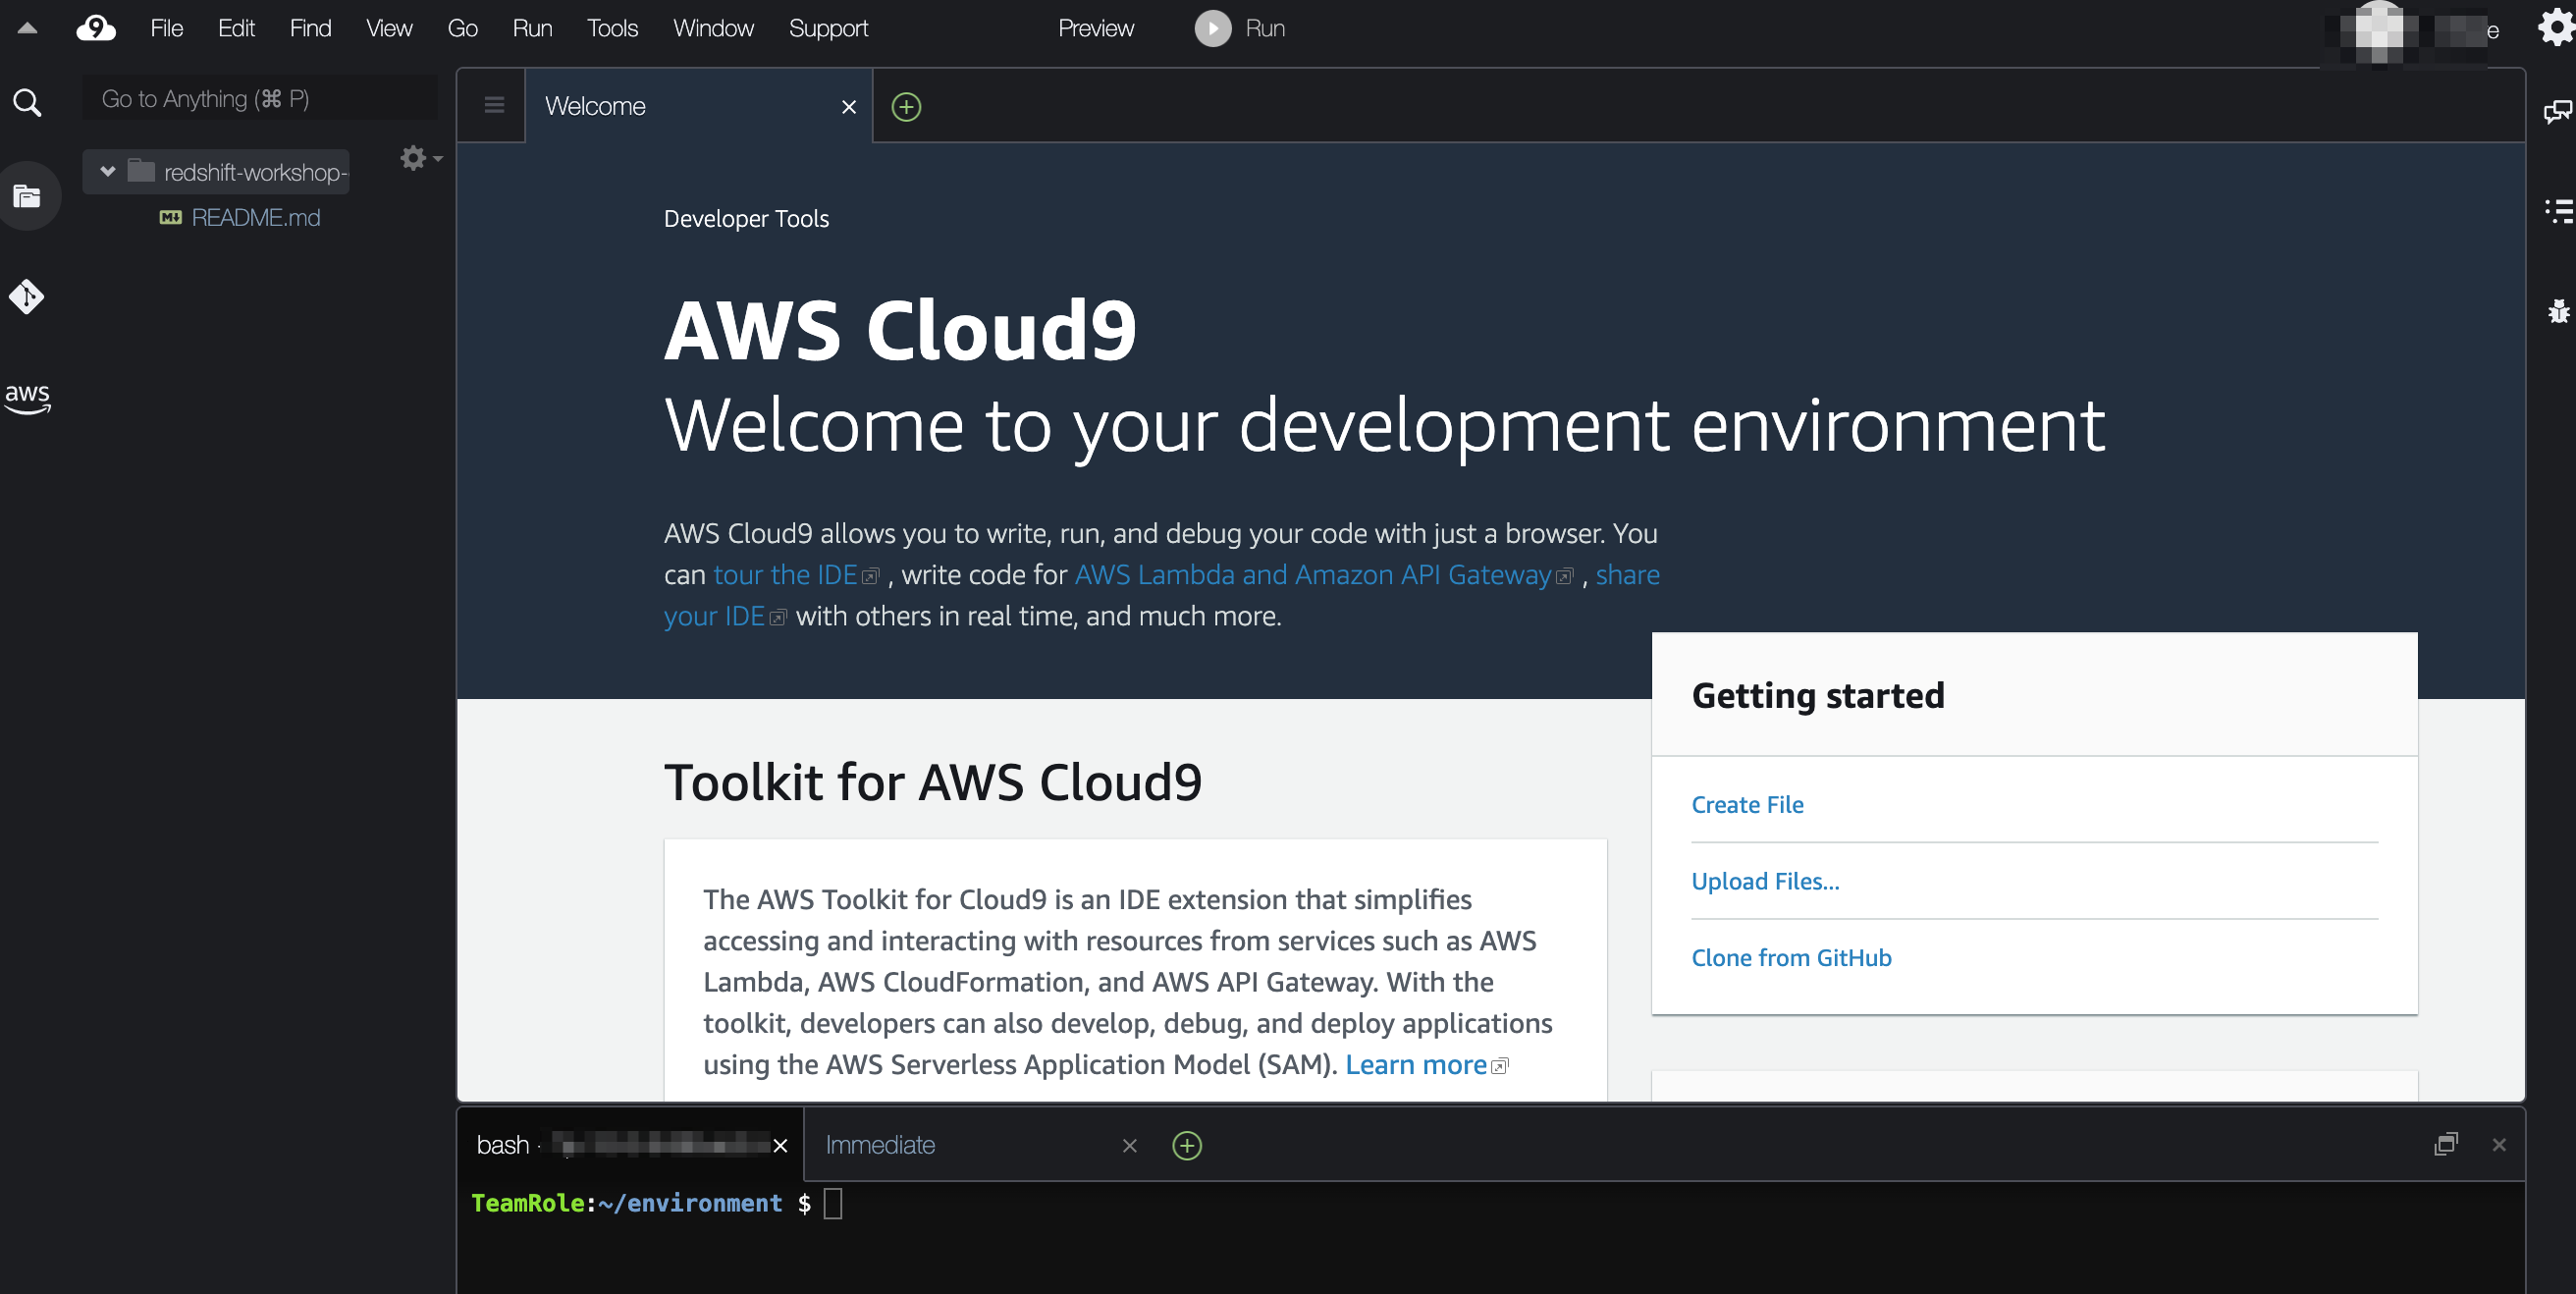 9 File Edit Find View Go Run Tools Window Support Preview Run
Go to Anything (⌘ P)
Welcome
redshift-workshop-
README.md
aws
Developer Tools
AWS Cloud9
Welcome to your development environment
AWS Cloud9 allows you to write, run, and debug your code with just a browser. You
can tour the IDE , write code for AWS Lambda and Amazon API Gateway , share
your IDE with others in real time, and much more.
Getting started
Create File
Upload Files...
Clone from GitHub
Toolkit for AWS Cloud9
The AWS Toolkit for Cloud9 is an IDE extension that simplifies
accessing and interacting with resources from services such as AWS
Lambda, AWS CloudFormation, and AWS API Gateway. With the
toolkit, developers can also develop, debug, and deploy applications
using the AWS Serverless Application Model (SAM). Learn more
bash -
Immediate
TeamRole:~/environment $